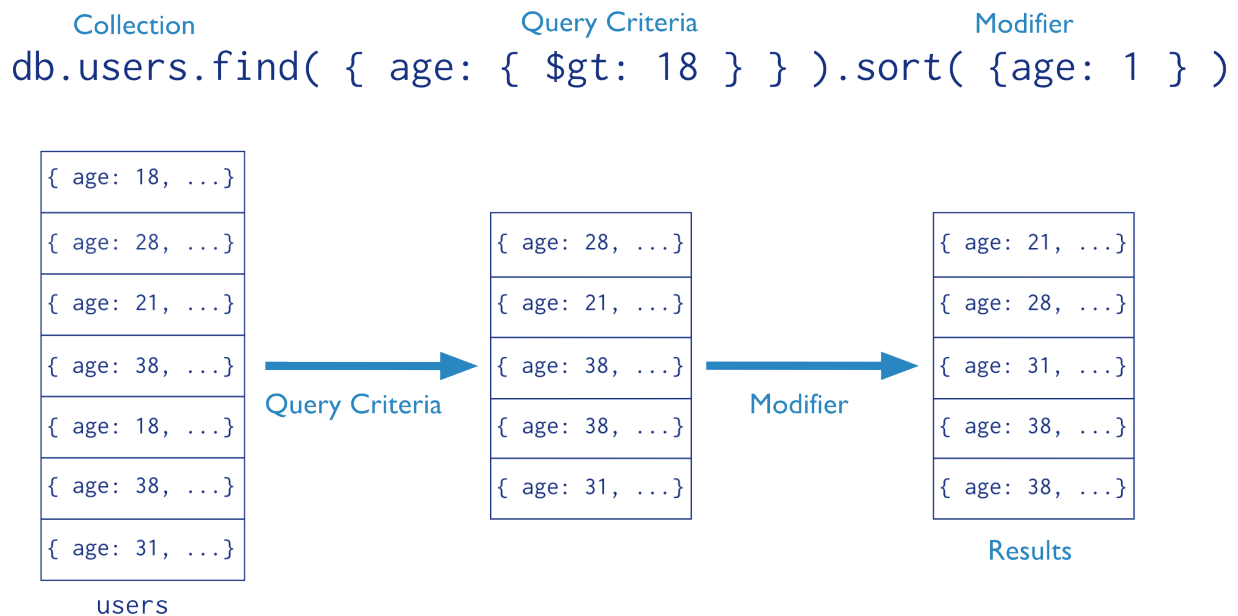 Collection
Query Criteria
Modifier
db.users.find( { age: { $gt: 18 } } ).sort( {age: 1 } )
{ age: 18, ...}
{ age: 28, ...}
{ age: 21, ...}
{ age: 38, ...}
{ age: 18, ...}
{ age: 38, ...}
{ age: 31, ...}
users
Query Criteria
{ age: 28, ...}
{ age: 21, ...}
{ age: 38, ...}
{ age: 38, ...}
{ age: 31, ...}
Modifier
{ age: 21, ...}
{ age: 28, ...}
{ age: 31, ...}
{ age: 38, ...}
{ age: 38, ...}
Results